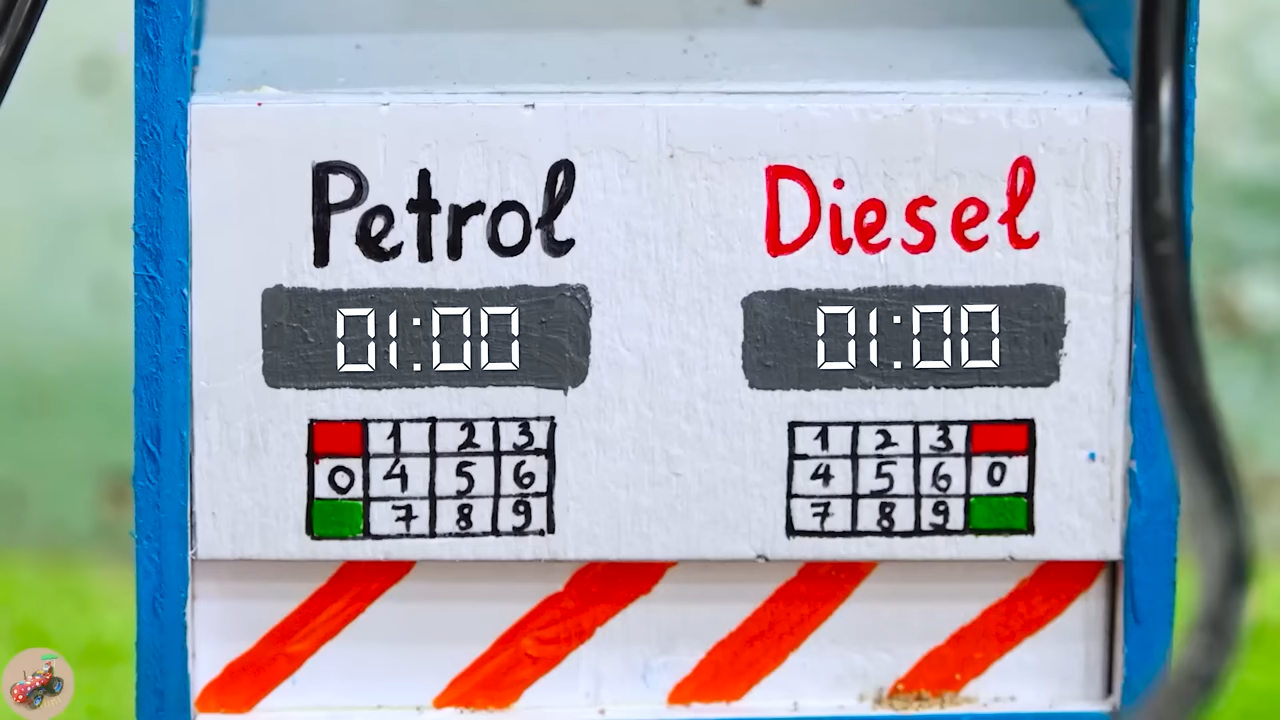 Petrol Diesel
01:00 01:00
1 2 3 1 2 3
0 4 5 6 4 5 6 0
7 8 9 7 8 9